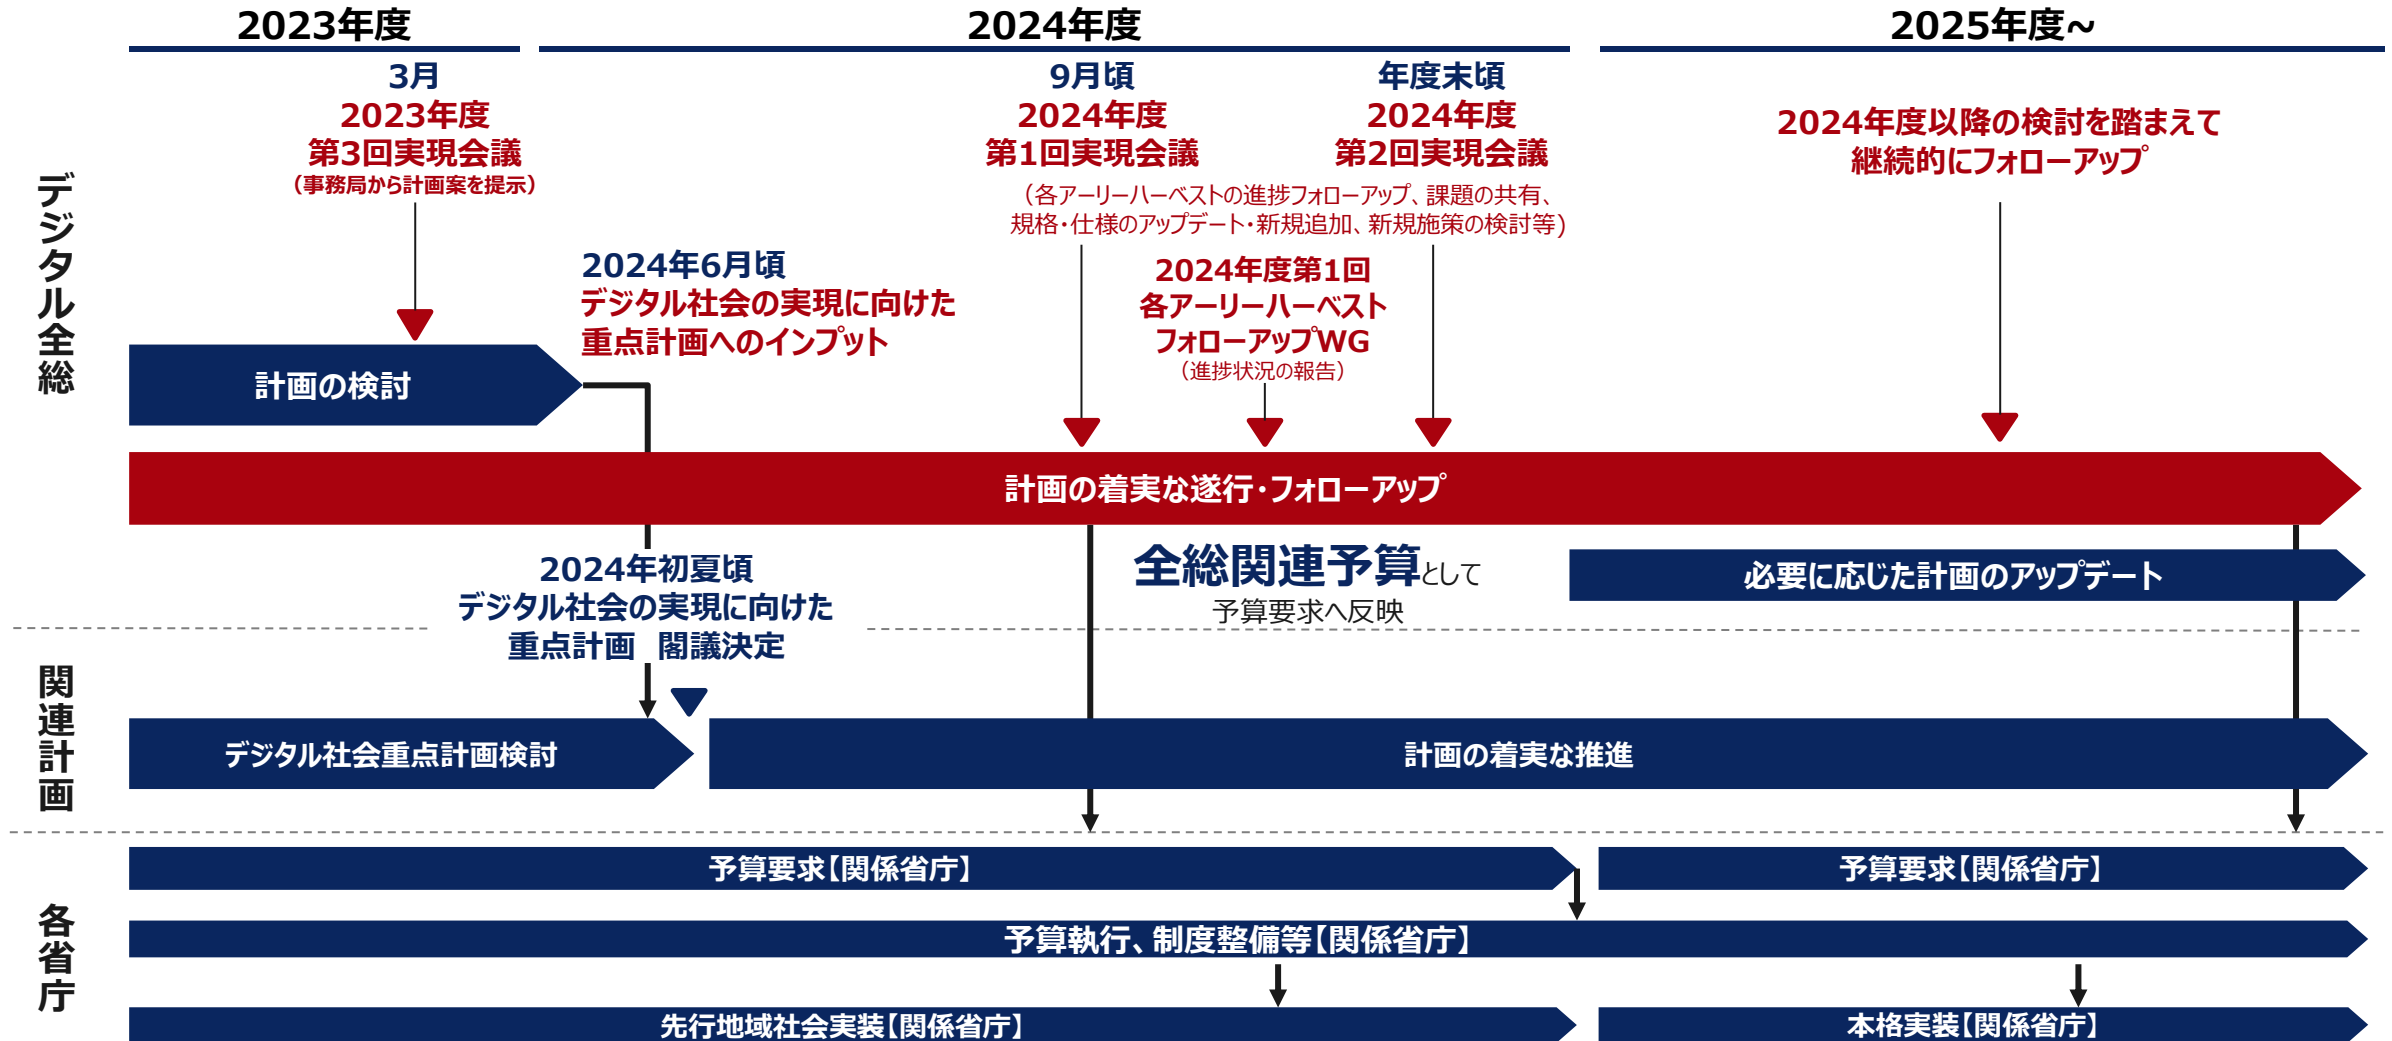 2023年度
2024年度
2025年度~
デジタル全総
3月
2023年度
第3回実現会議
（事務局から計画案を提示）
9月頃
2024年度
第1回実現会議
年度末頃
2024年度
第2回実現会議
（各アーリーハーベストの進捗フォローアップ、課題の共有、
規格・仕様のアップデート・新規追加、新規施策の検討等)
2024年度以降の検討を踏まえて
継続的にフォローアップ
2024年6月頃
デジタル社会の実現に向けた
重点計画へのインプット
2024年度第1回
各アーリーハーベスト
フォローアップWG
（進捗状況の報告）
計画の検討
計画の着実な遂行・フォローアップ
2024年初夏頃
デジタル社会の実現に向けた
重点計画　閣議決定
全総関連予算として
予算要求へ反映
必要に応じた計画のアップデート
関連計画
デジタル社会重点計画検討
計画の着実な推進
各省庁
予算要求【関係省庁】
予算要求【関係省庁】
予算執行、制度整備等【関係省庁】
先行地域社会実装【関係省庁】
本格実装【関係省庁】